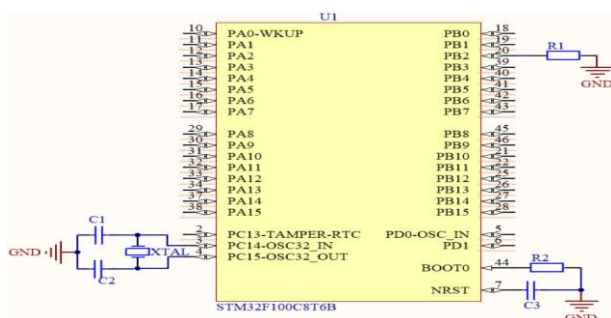 U1
10 PA0-WKUP PB0 18
11 PA1 PB1 19
12 PA2 PB2 20 R1
13 PA3 PB3 39
14 PA4 PB4 40
15 PA5 PB5 41
16 PA6 PB6 42
17 PA7 PB7 43
GND
29 PA8 PB8 45
30 PA9 PB9 46
31 PA10 PB10 21
32 PA11 PB11 22
33 PA12 PB12 25
34 PA13 PB13 26
37 PA14 PB14 27
38 PA15 PB15 28
C1
2 PC13-TAMPER-RTC PD0-OSC_IN 5
GND XTAL 3 PC14-OSC32_IN PD1 6
4 PC15-OSC32_OUT
C2
BOOT0 44 R2
NRST 7 C3
STM32F100C8T6B
GND